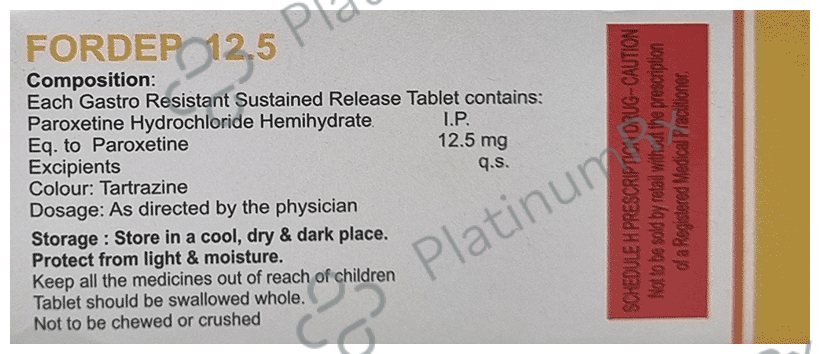 FORDEP 12.5
Composition:
Each Gastro Resistant Sustained Release Tablet contains:
Paroxetine Hydrochloride Hemihydrate I.P.
Eq. to Paroxetine 12.5 mg
Excipients q.s.
Colour: Tartrazine
Dosage: As directed by the physician
Storage : Store in a cool, dry & dark place.
Protect from light & moisture.
Keep all the medicines out of reach of children
Tablet should be swallowed whole.
Not to be chewed or crushed
SCHEDULE H PRESCRIPTION DRUG–CAUTION
Not to be sold by retail without the prescription
of a Registered Medical Practitioner.
PlatinumRx